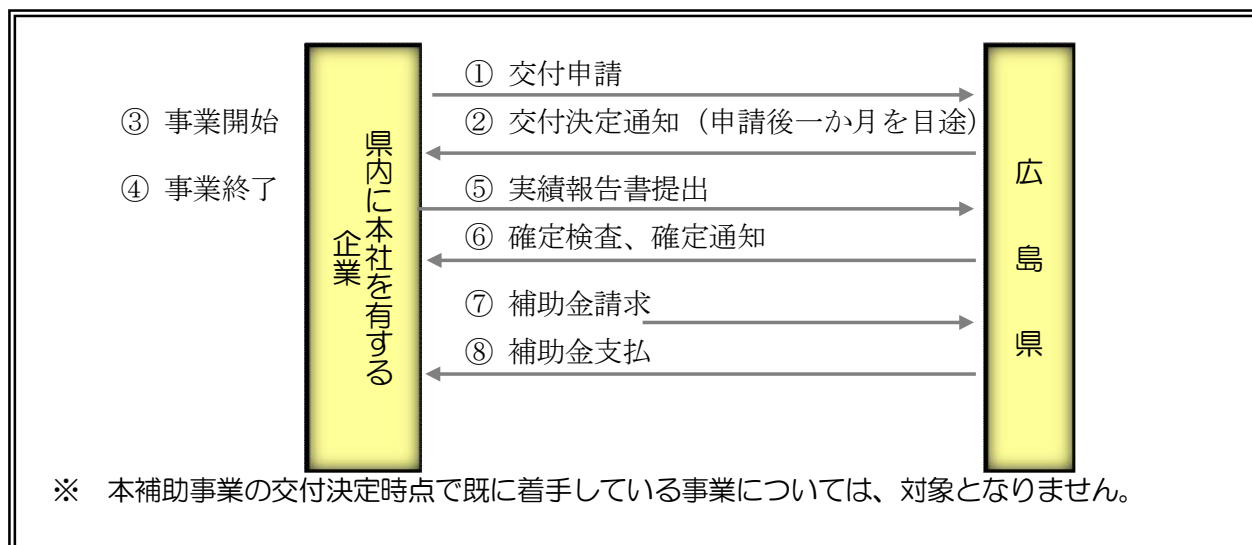 ① 交付申請
③ 事業開始
② 交付決定通知（申請後一か月を目途）
④ 事業終了
⑤ 実績報告書提出
⑥ 確定検査、確定通知
⑦ 補助金請求
⑧ 補助金支払
県内に本社を有する
企業
広島県
※　本補助事業の交付決定時点で既に着手している事業については、対象となりません。